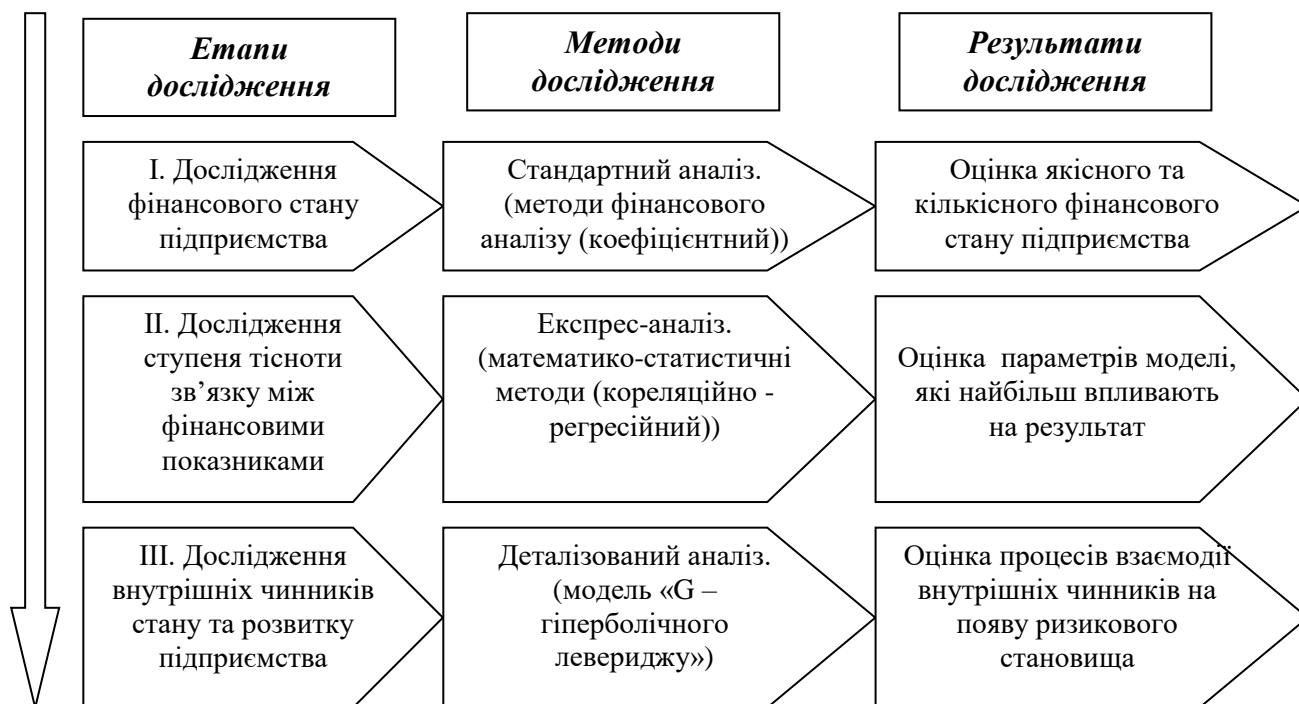 Етапи
дослідження
Методи
дослідження
Результати
дослідження
І. Дослідження
фінансового стану
підприємства
Стандартний аналіз.
(методи фінансового
аналізу (коефіцієнтний))
Оцінка якісного та
кількісного фінансового
стану підприємства
ІІ. Дослідження
ступеня тісноти
зв’язку між
фінансовими
показниками
Експрес-аналіз.
(математико-статистичні
методи (кореляційно -
регресійний))
Оцінка параметрів моделі,
які найбільш впливають
на результат
ІІІ. Дослідження
внутрішніх чинників
стану та розвитку
підприємства
Деталізований аналіз.
(модель «G –
гіперболічного
левериджу»)
Оцінка процесів взаємодії
внутрішніх чинників на
появу ризикового
становища